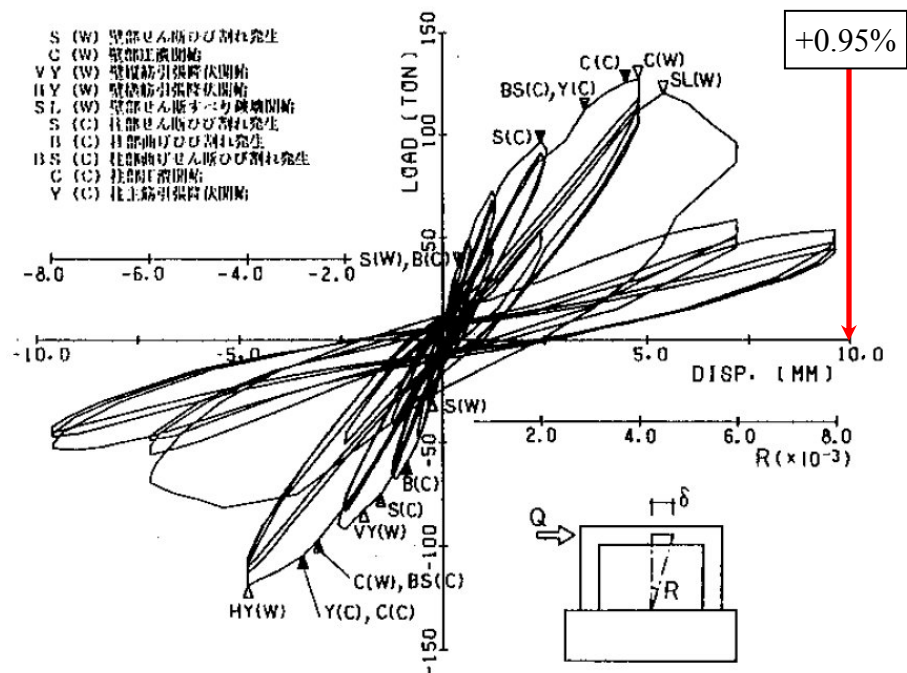 S (W) 壁部せん断ひび割れ発生
C (W) 壁部圧潰開始
VY (W) 壁縦筋引張降伏開始
HY (W) 壁横筋引張降伏開始
SL (W) 壁部せん断すべり破壊開始
S (C) 柱部せん断ひび割れ発生
B (C) 柱部曲げひび割れ発生
BS (C) 柱部曲げせん断ひび割れ発生
C (C) 柱部圧潰開始
Y (C) 柱主筋引張降伏開始
+0.95%
150
LOAD (TON)
100
50
C(C)
C(W)
BS(C), Y(C)
SL(W)
S(C)
S(W), B(C)
-8.0 -6.0 -4.0 -2.0
-10.0 -5.0 5.0 10.0
DISP. (MM)
2.0 4.0 6.0 8.0
R(×10⁻³)
S(W)
-50
B(C)
S(C)
VY(W)
-100
C(W), BS(C)
Y(C), C(C)
HY(W)
-150
δ
Q
R